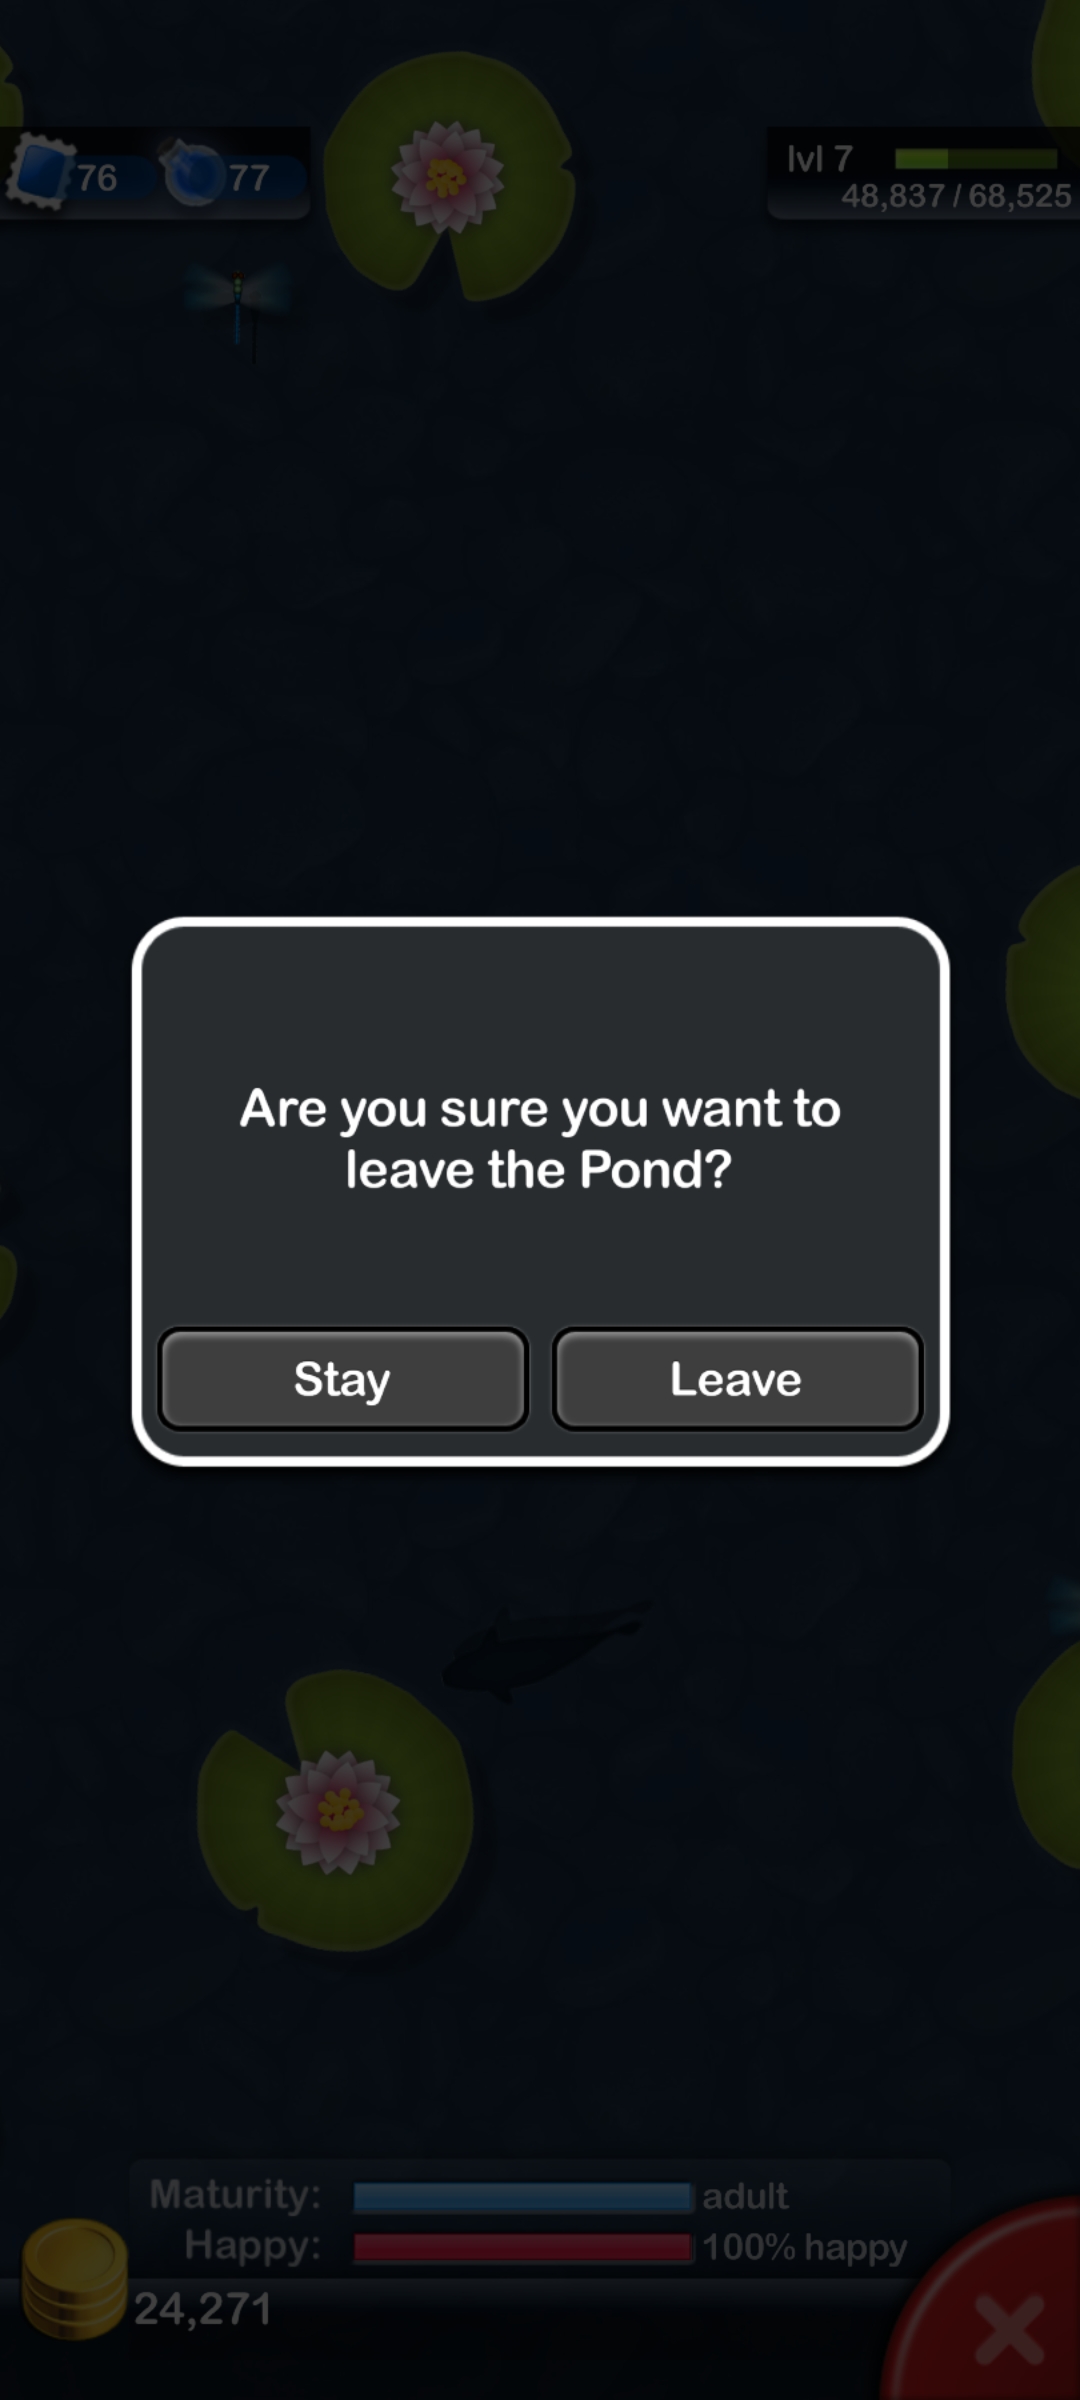 76 77
lvl 7
48,837 / 68,525
Are you sure you want to
leave the Pond?
Stay Leave
Maturity: adult
Happy: 100% happy
24,271